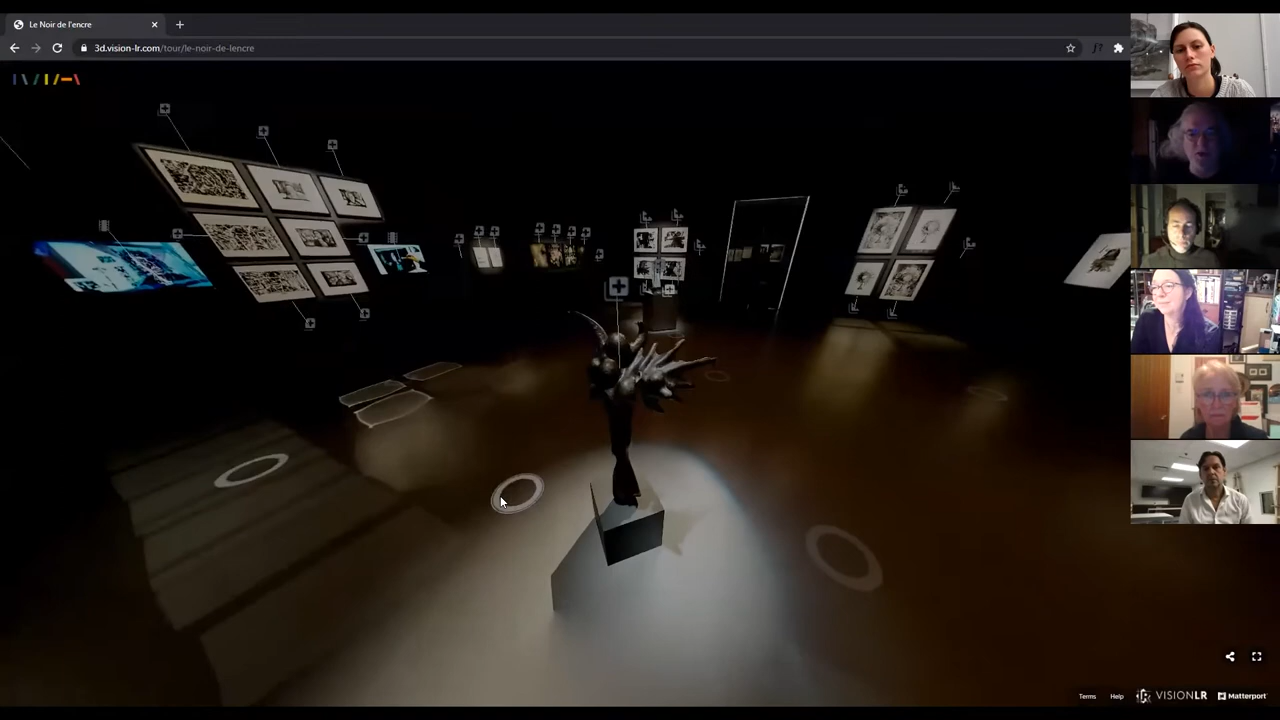 Le Noir de l'encre
3d.vision-lr.com/tour/le-noir-de-lencre
f?
Terms
Help
VISIONLR
Matterport